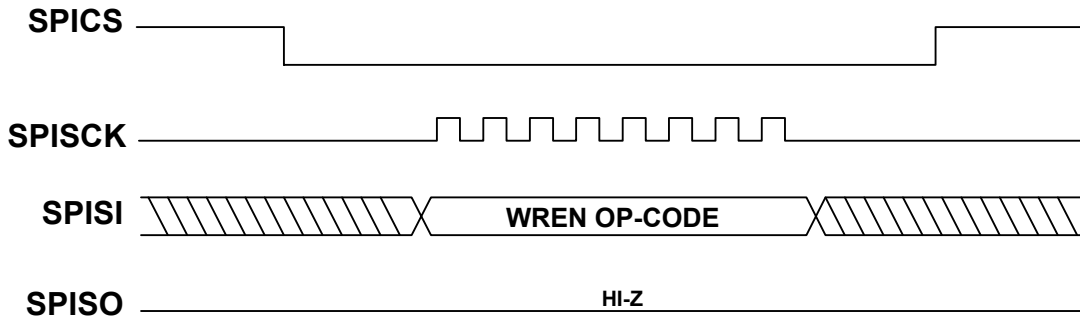 SPICS
SPISCK
SPISI
WREN OP-CODE
SPISO
HI-Z